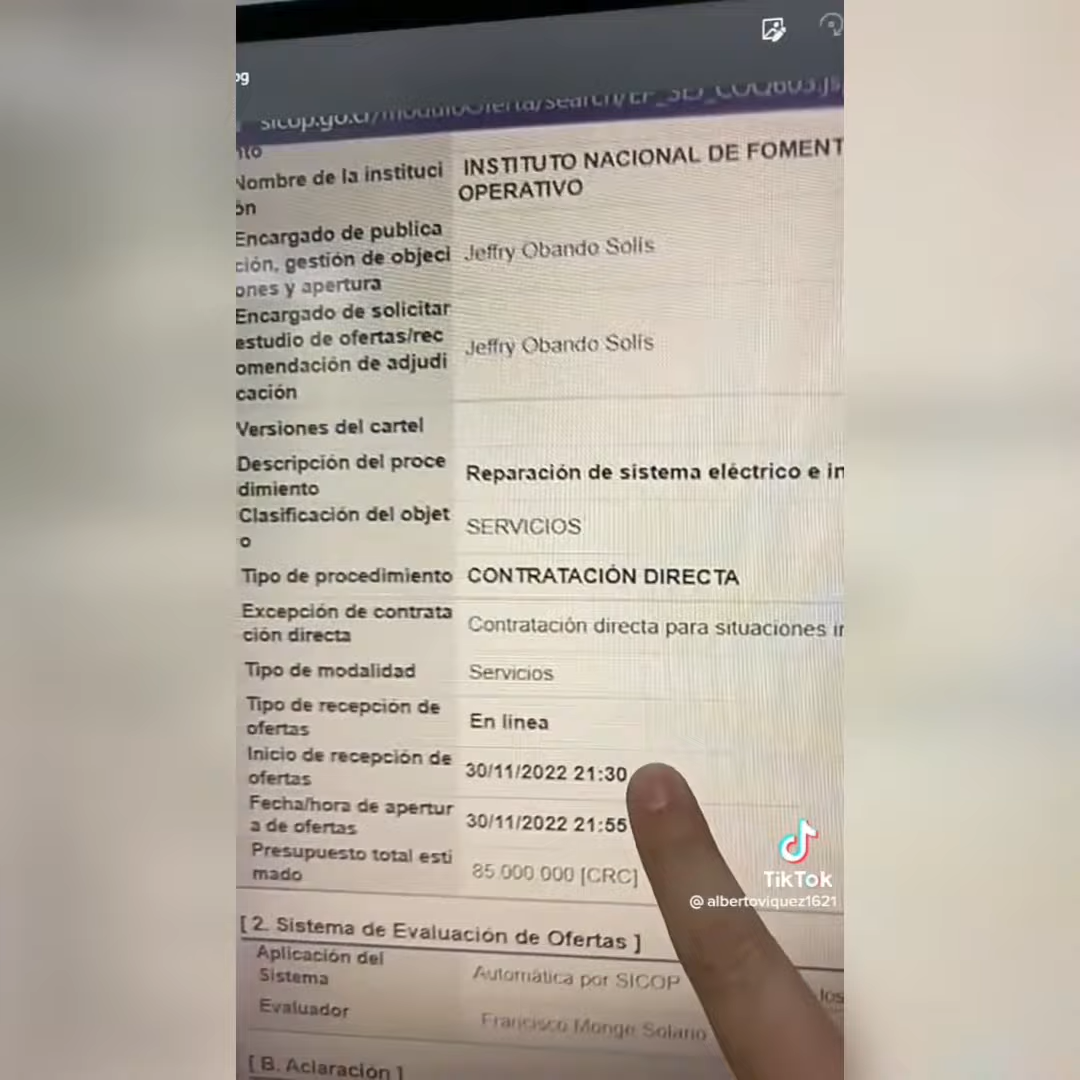 og
sicop.go.cr/moduloOferta/search/EP_SEJ_COQ603.js
nto
Nombre de la instituci
ón
INSTITUTO NACIONAL DE FOMENT
OPERATIVO
Encargado de publica
ción, gestión de objeci
ones y apertura
Jeffry Obando Solís
Encargado de solicitar
estudio de ofertas/rec
omendación de adjudi
cación
Jeffry Obando Solís
Versiones del cartel
Descripción del proce
dimiento
Reparación de sistema eléctrico e in
Clasificación del objet
o
SERVICIOS
Tipo de procedimiento
CONTRATACIÓN DIRECTA
Excepción de contrata
ción directa
Contratación directa para situaciones ir
Tipo de modalidad
Servicios
Tipo de recepción de
ofertas
En línea
Inicio de recepción de
ofertas
30/11/2022 21:30
Fecha/hora de apertur
a de ofertas
30/11/2022 21:55
Presupuesto total esti
mado
85.000.000 [CRC]
[ 2. Sistema de Evaluación de Ofertas ]
Aplicación del
Sistema
Automática por SICOP
Jos
Evaluador
Francisco Monge Solano
[ B. Aclaración ]
TikTok
@ albertoviquez1621